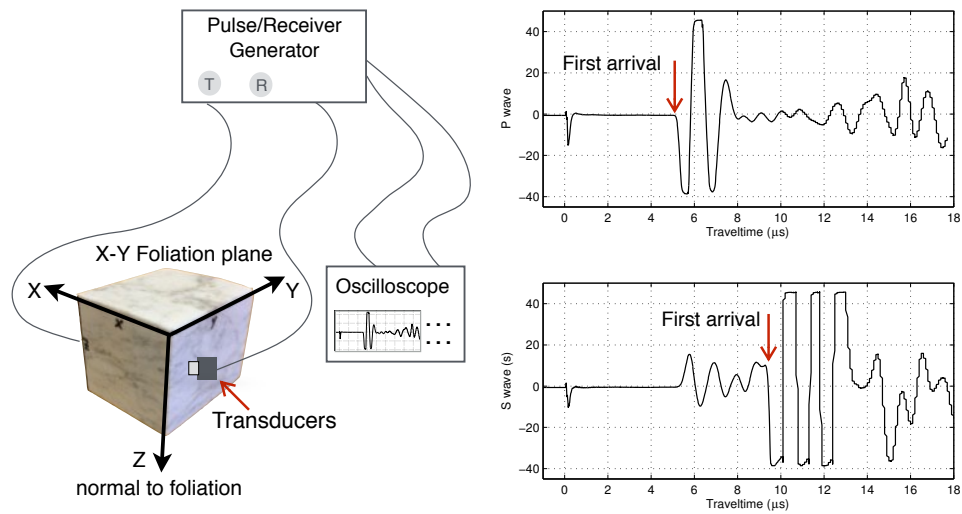 Pulse/Receiver
Generator
T
R
X-Y Foliation plane
X
Y
Z
normal to foliation
Transducers
Oscilloscope
...
...
First arrival
P wave
40
20
0
−20
−40
0 2 4 6 8 10 12 14 16 18
Traveltime (µs)
First arrival
S wave (s)
40
20
0
−20
−40
0 2 4 6 8 10 12 14 16 18
Traveltime (µs)